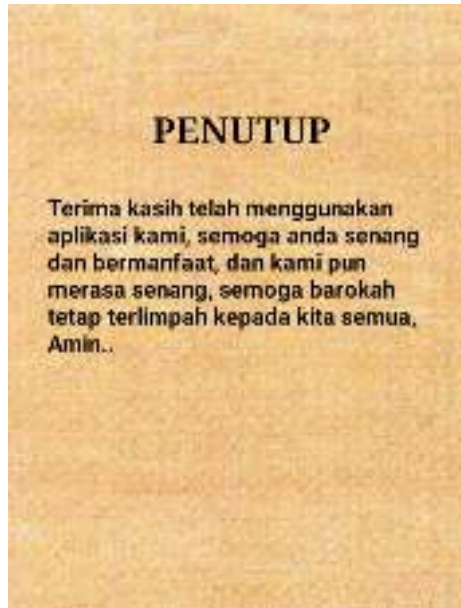 PENUTUP
Terima kasih telah menggunakan
aplikasi kami, semoga anda senang
dan bermanfaat, dan kami pun
merasa senang, semoga barokah
tetap terlimpah kepada kita semua,
Amin..